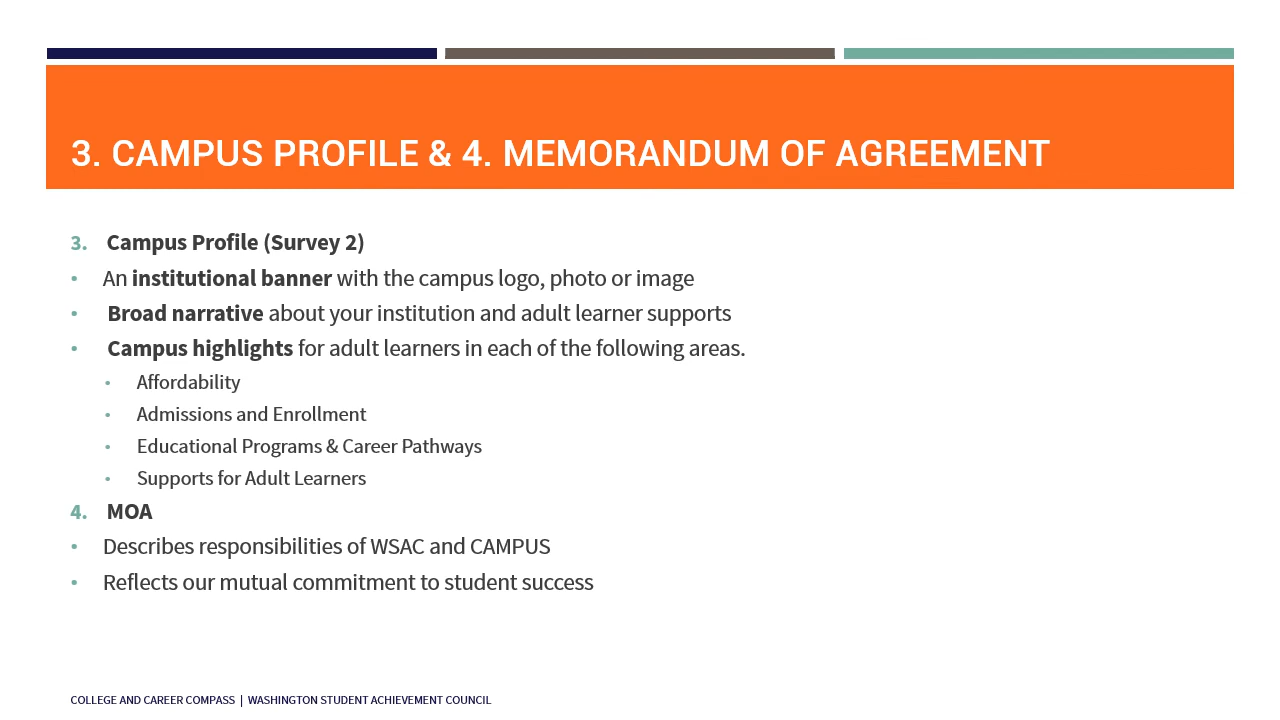 3. CAMPUS PROFILE & 4. MEMORANDUM OF AGREEMENT
3. Campus Profile (Survey 2)
• An institutional banner with the campus logo, photo or image
• Broad narrative about your institution and adult learner supports
• Campus highlights for adult learners in each of the following areas.
• Affordability
• Admissions and Enrollment
• Educational Programs & Career Pathways
• Supports for Adult Learners
4. MOA
• Describes responsibilities of WSAC and CAMPUS
• Reflects our mutual commitment to student success
COLLEGE AND CAREER COMPASS | WASHINGTON STUDENT ACHIEVEMENT COUNCIL